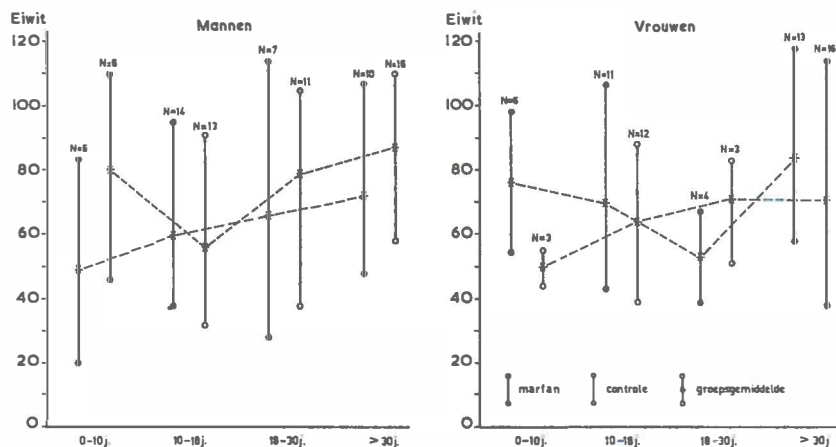 Eiwit
Mannen
120
100
80
60
40
20
0
N=6
N=6
N=14
N=13
N=7
N=11
N=10
N=16
0-10j.
10-18j.
18-30j.
> 30j.
Eiwit
Vrouwen
120
100
80
60
40
20
0
N=6
N=3
N=11
N=12
N=4
N=3
N=13
N=16
marfan
controle
groepsgemiddelde
0-10j.
10-18j.
18-30j.
> 30j.